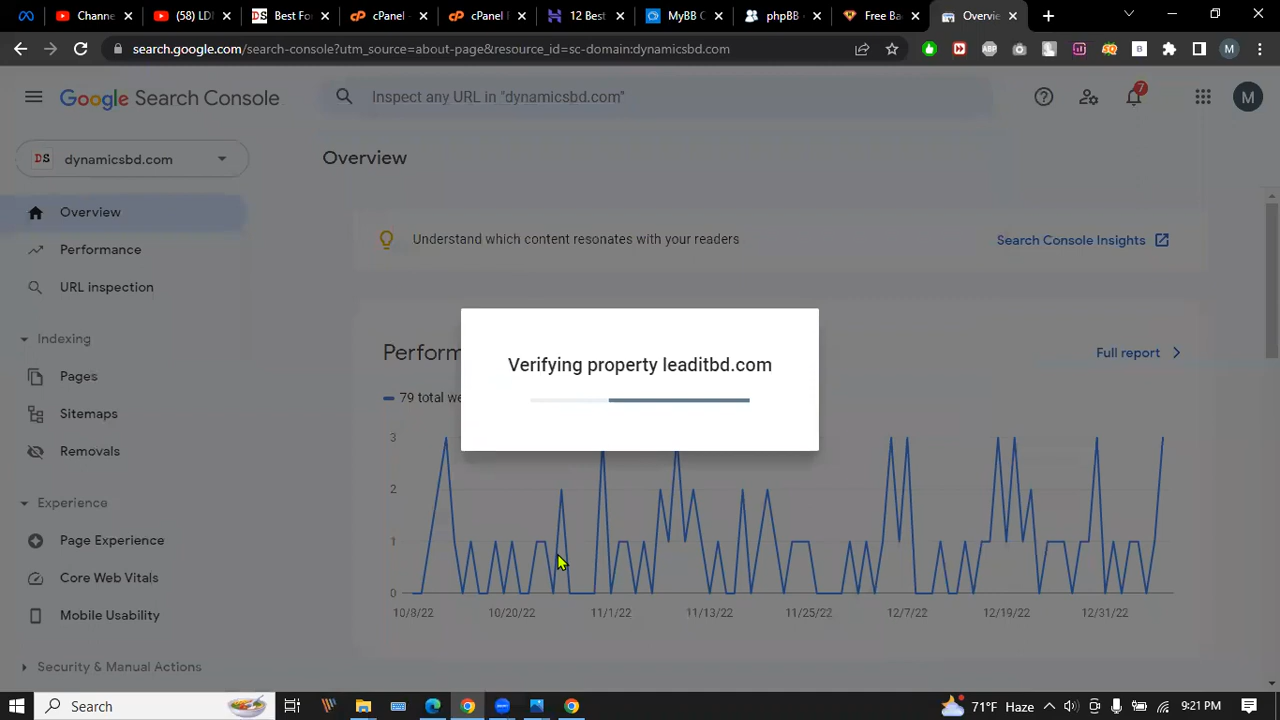 Channel
(58) LDI
Best Fo
cPanel -
cPanel I
12 Best
MyBB C
phpBB
Free Ba
Overvie
search.google.com/search-console?utm_source=about-page&resource_id=sc-domain:dynamicsbd.com
Google Search Console
Inspect any URL in "dynamicsbd.com"
7
M
DS dynamicsbd.com
Overview
Overview
Performance
URL inspection
Indexing
Pages
Sitemaps
Removals
Experience
Page Experience
Core Web Vitals
Mobile Usability
Security & Manual Actions
Understand which content resonates with your readers
Search Console Insights
Perform
Full report
79 total we
Verifying property leaditbd.com
3
2
1
0
10/8/22 10/20/22 11/1/22 11/13/22 11/25/22 12/7/22 12/19/22 12/31/22
Search
71°F Haze
9:21 PM